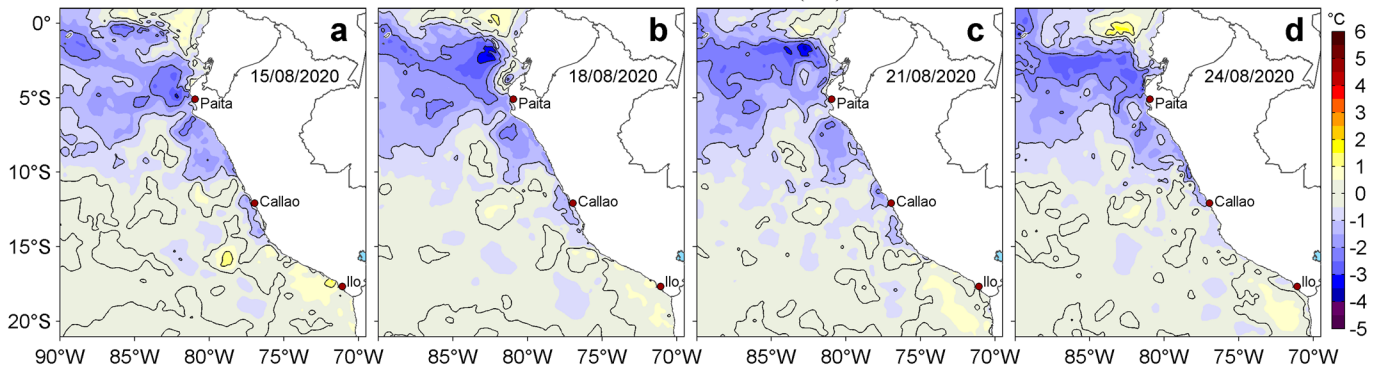 a b c d
°C
0°
5°S
10°S
15°S
20°S
15/08/2020 18/08/2020 21/08/2020 24/08/2020
Paita Paita Paita Paita
Callao Callao Callao Callao
Ilo Ilo Ilo Ilo
6
5
4
3
2
1
0
-1
-2
-3
-4
-5
90°W 85°W 80°W 75°W 70°W 85°W 80°W 75°W 70°W 85°W 80°W 75°W 70°W 85°W 80°W 75°W 70°W